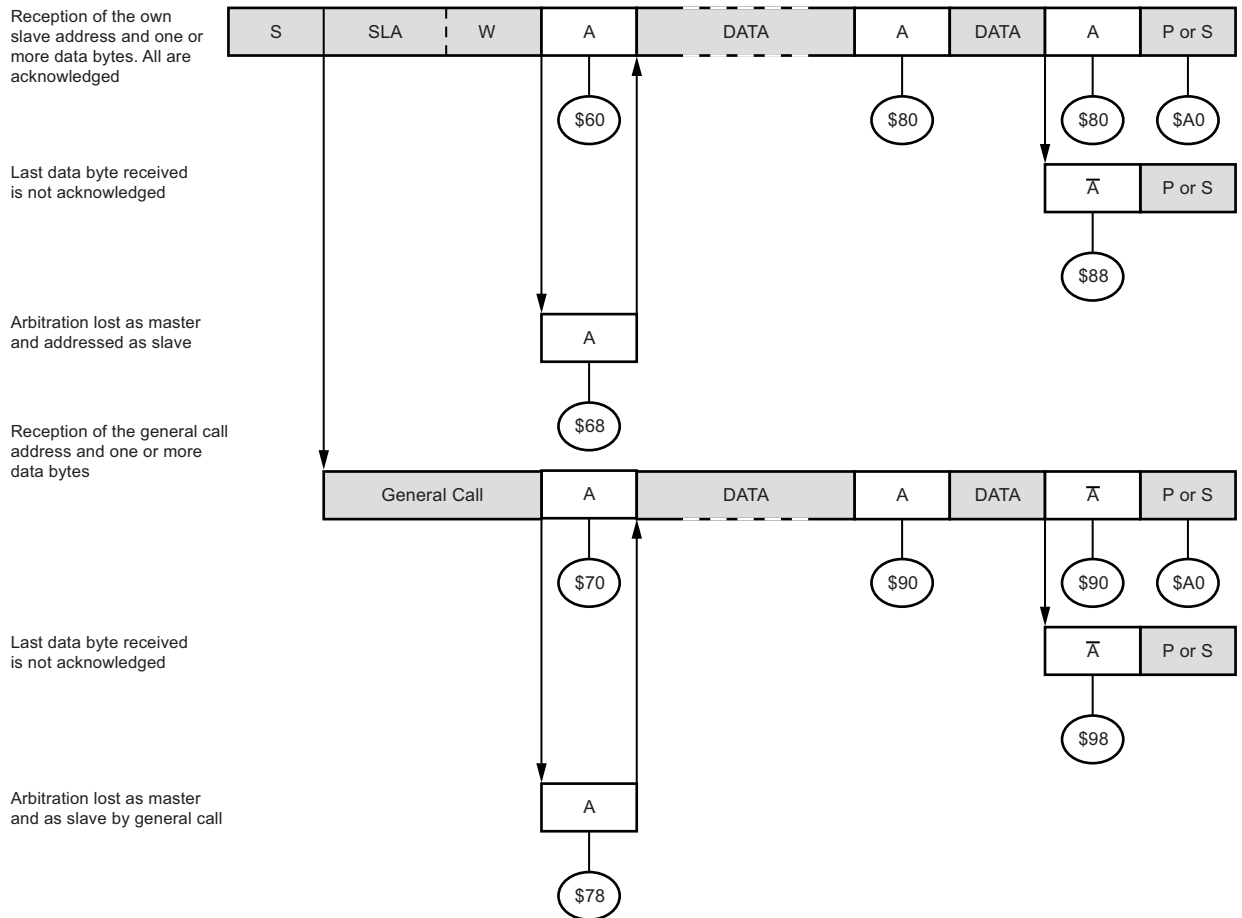 Reception of the own
slave address and one or
more data bytes. All are
acknowledged
S SLA W A DATA A DATA A P or S
$60 $80 $80 $A0
Last data byte received
is not acknowledged
A̅ P or S
$88
Arbitration lost as master
and addressed as slave
A
$68
Reception of the general call
address and one or more
data bytes
General Call A DATA A DATA A̅ P or S
$70 $90 $90 $A0
Last data byte received
is not acknowledged
A̅ P or S
$98
Arbitration lost as master
and as slave by general call
A
$78